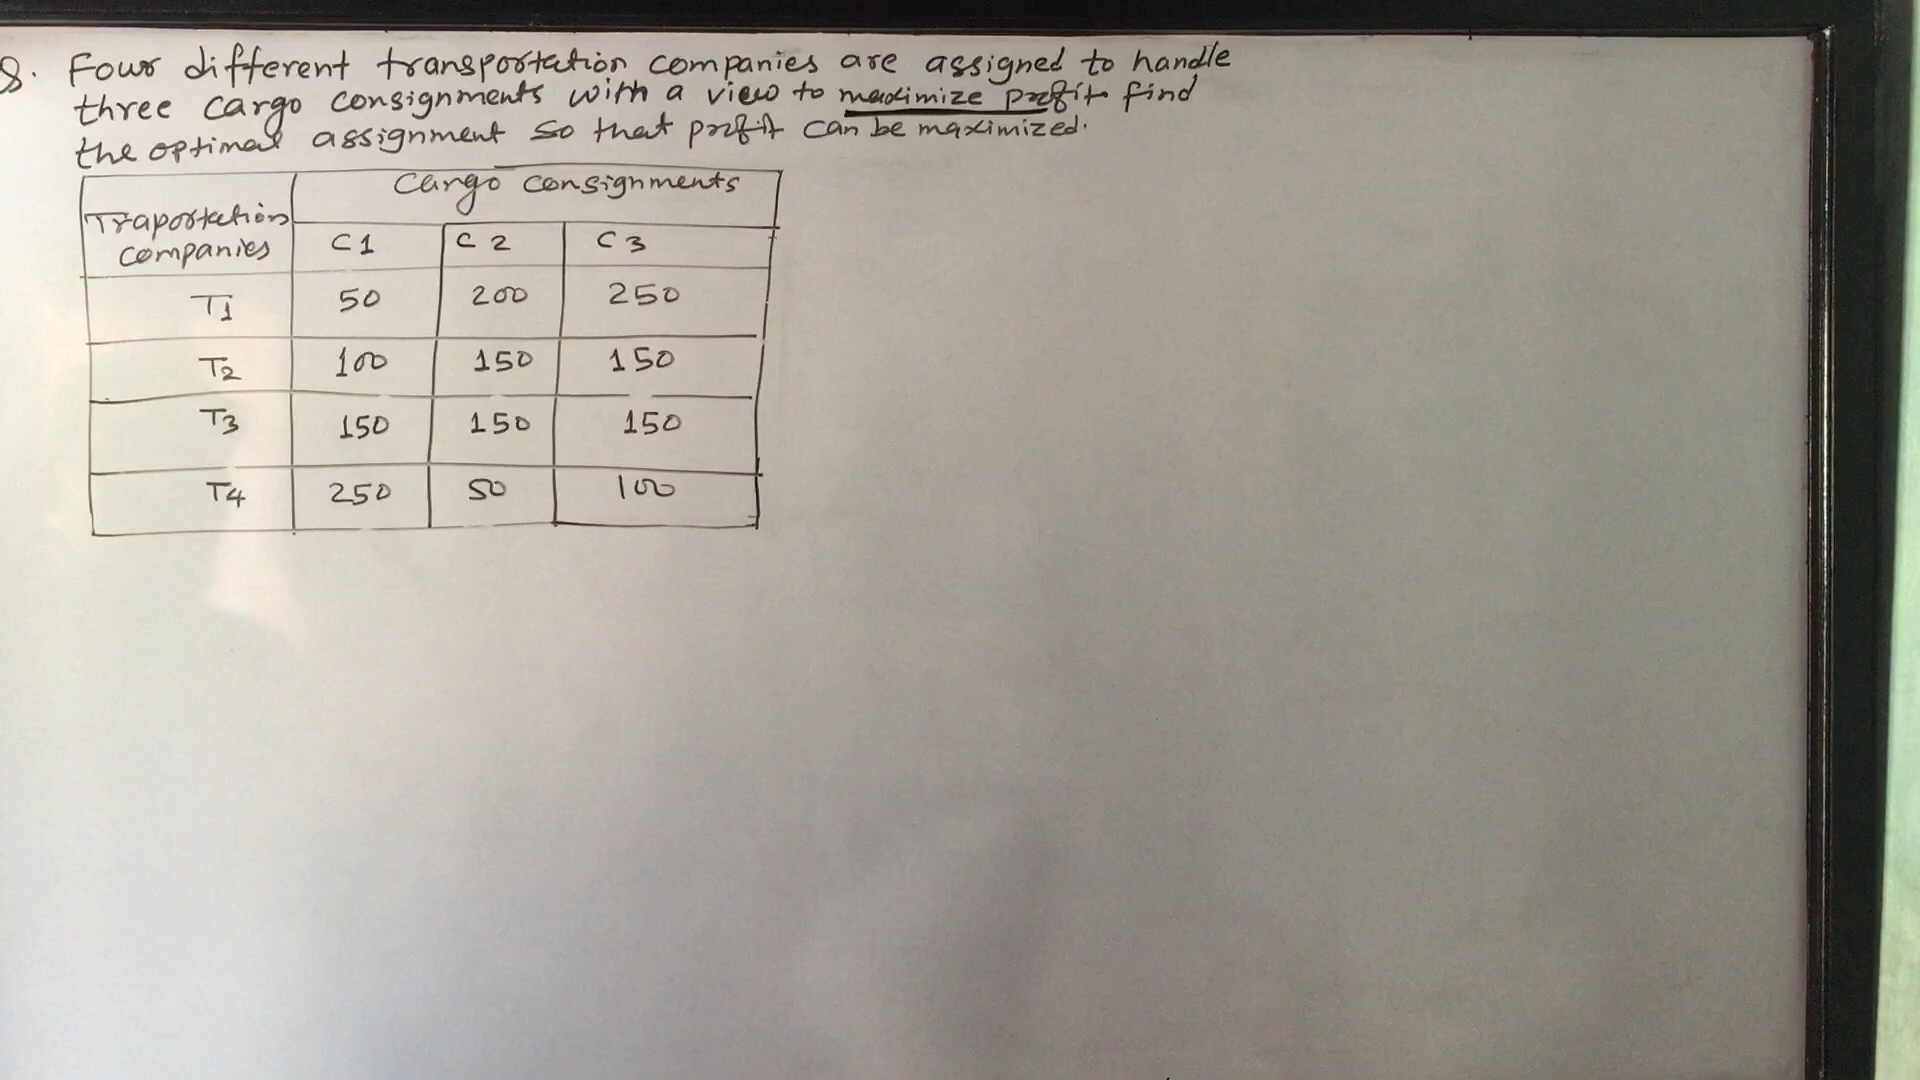 8. Four different transportation companies are assigned to handle
three cargo consignments with a view to maximize profit find
the optimal assignment so that profit can be maximized.
Traportation companies Cargo consignments
C1 C2 C3
T1 50 200 250
T2 100 150 150
T3 150 150 150
T4 250 50 100